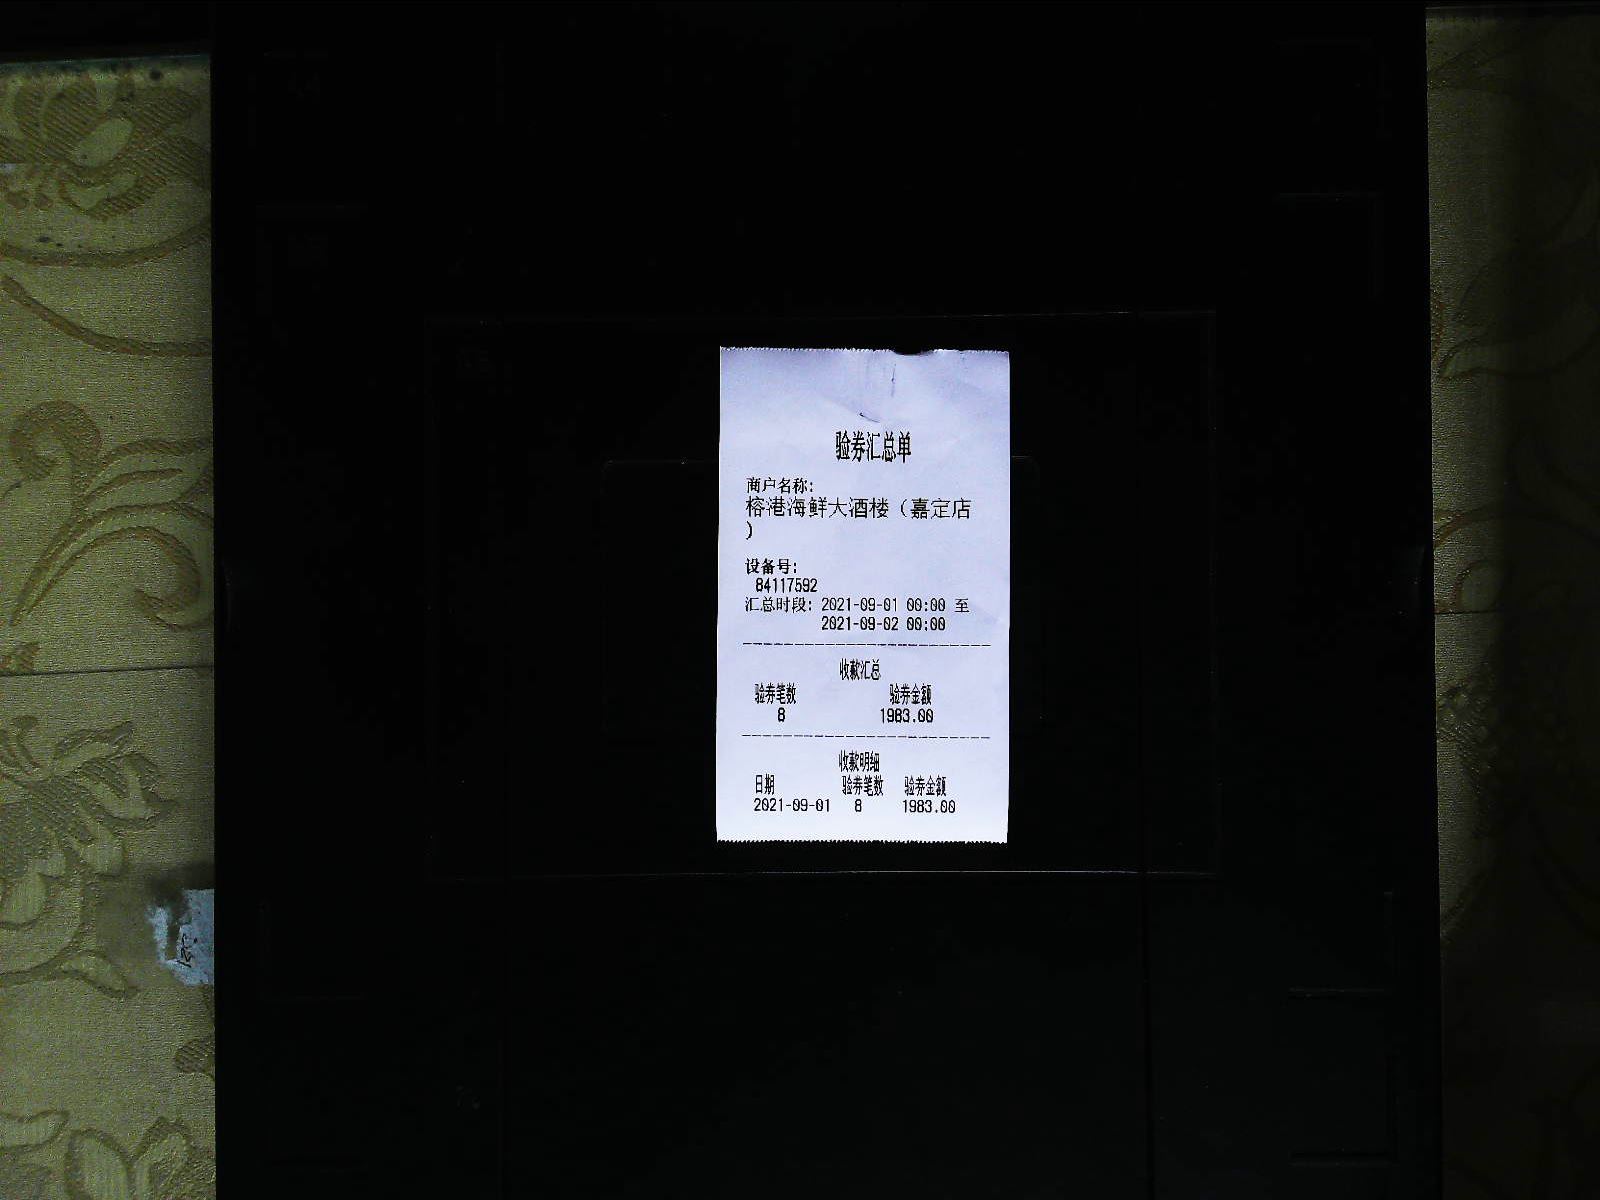 验券汇总单
商户名称:
榕港海鲜大酒楼（嘉定店
）
设备号:
84117592
汇总时段: 2021-09-01 00:00 至
2021-09-02 00:00
收款汇总
验券笔数 验券金额
8 1983.00
收款明细
日期 验券笔数 验券金额
2021-09-01 8 1983.00